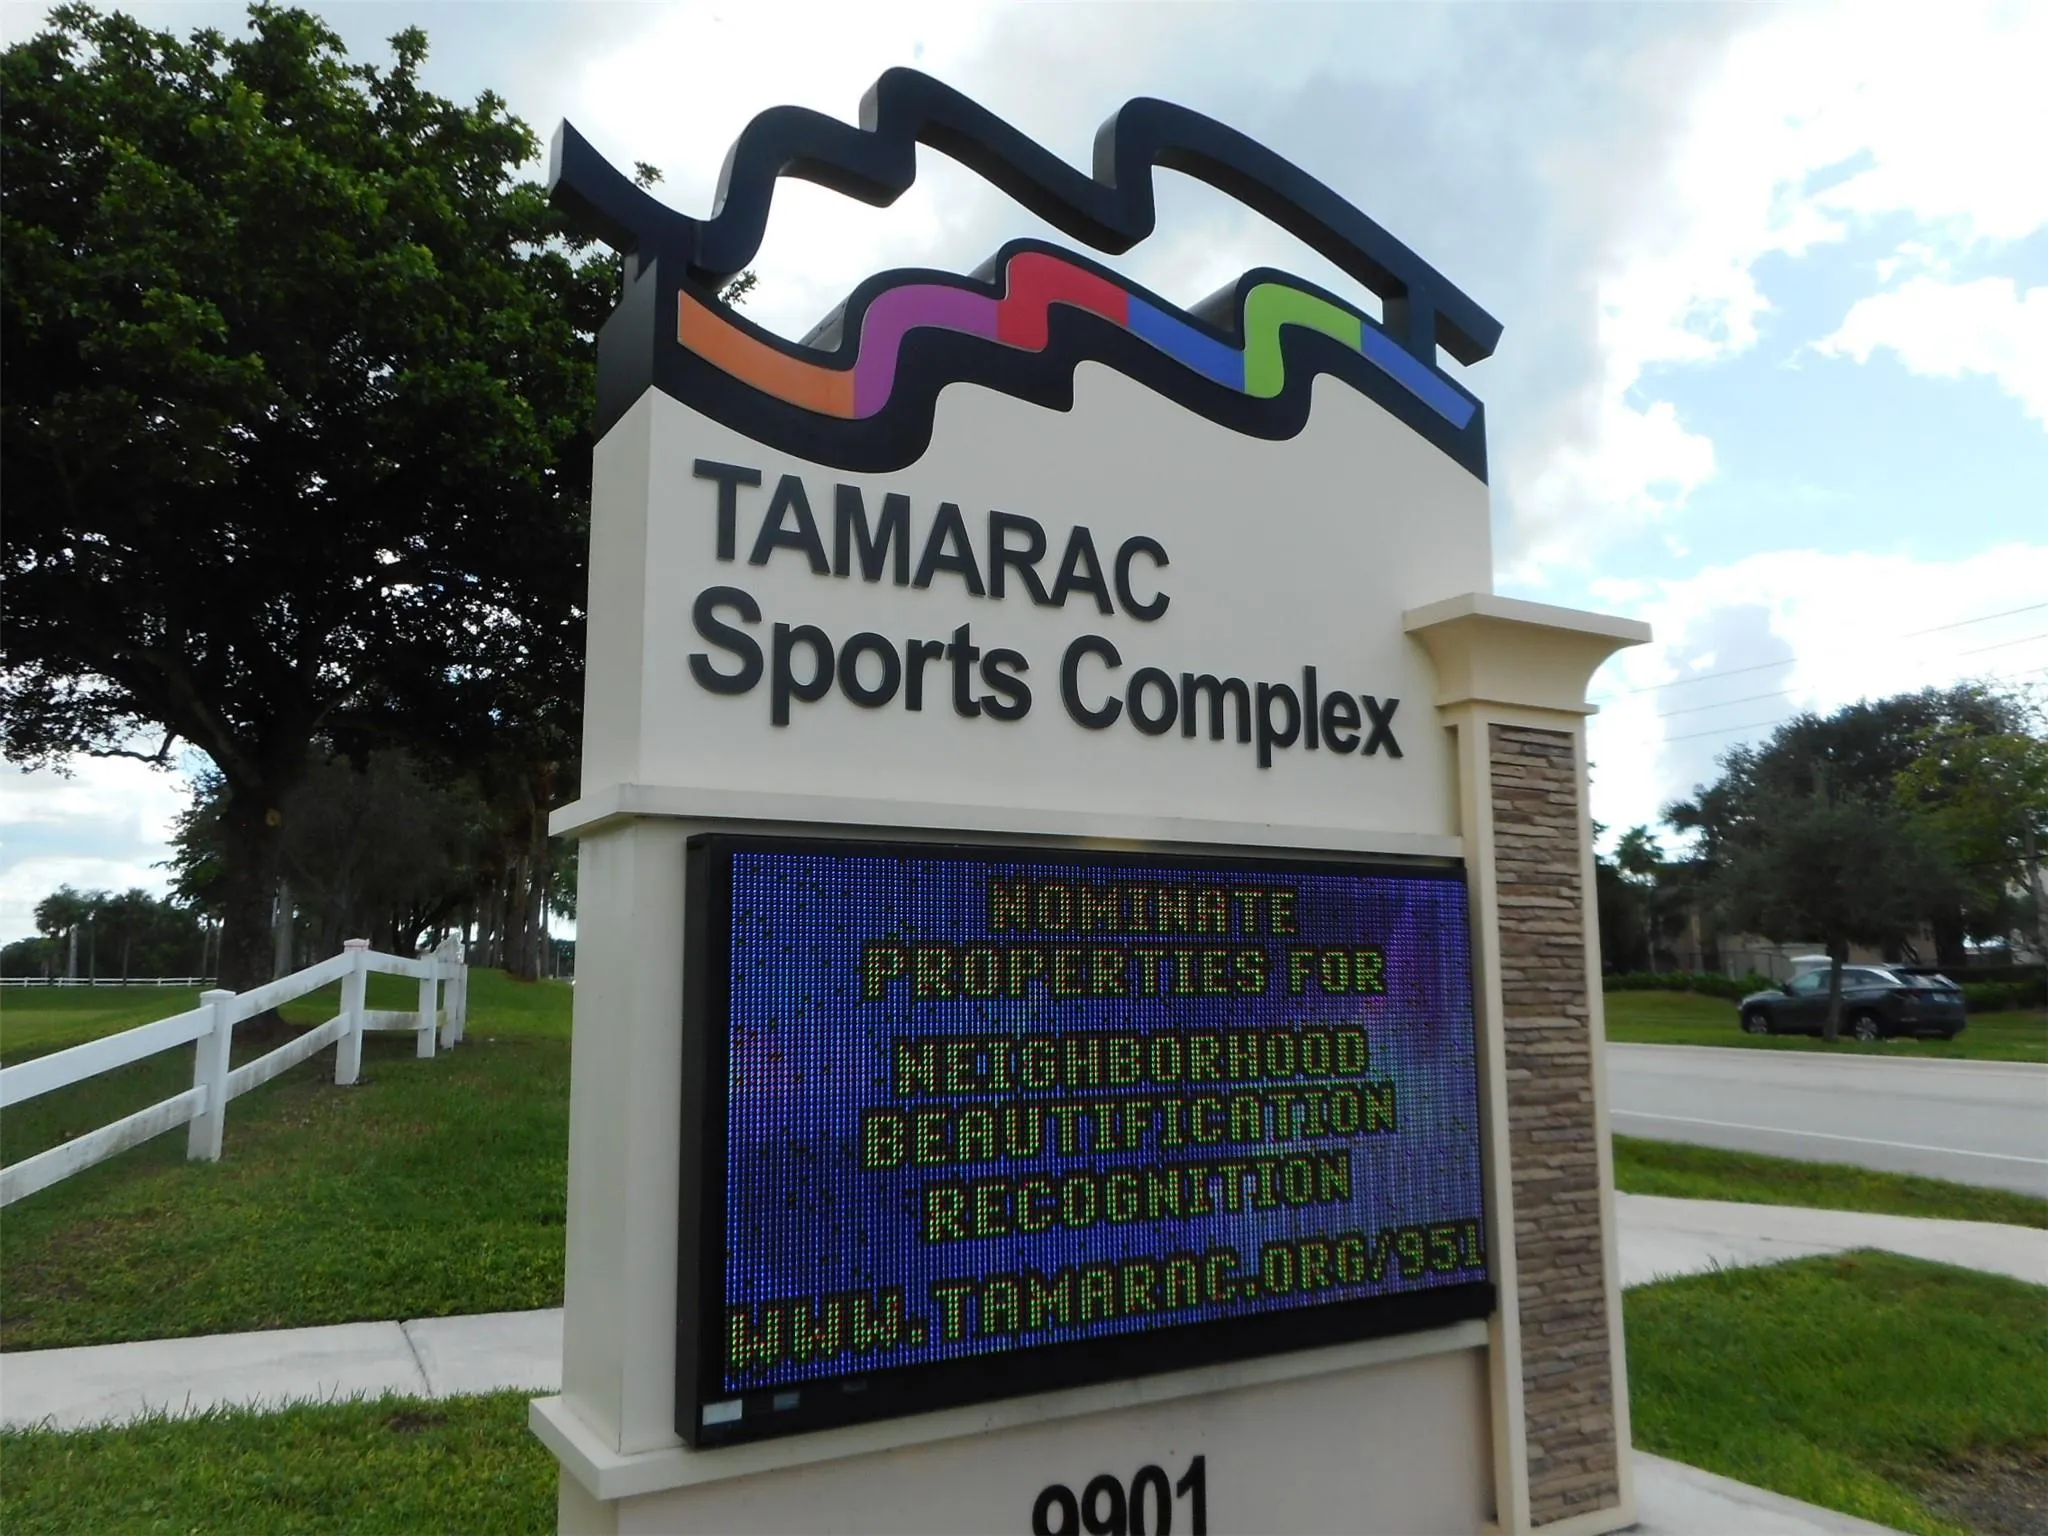 TAMARAC
Sports Complex
NOMINATE
PROPERTIES FOR
NEIGHBORHOOD
BEAUTIFICATION
RECOGNITION
WWW.TAMARAC.ORG/951
9901